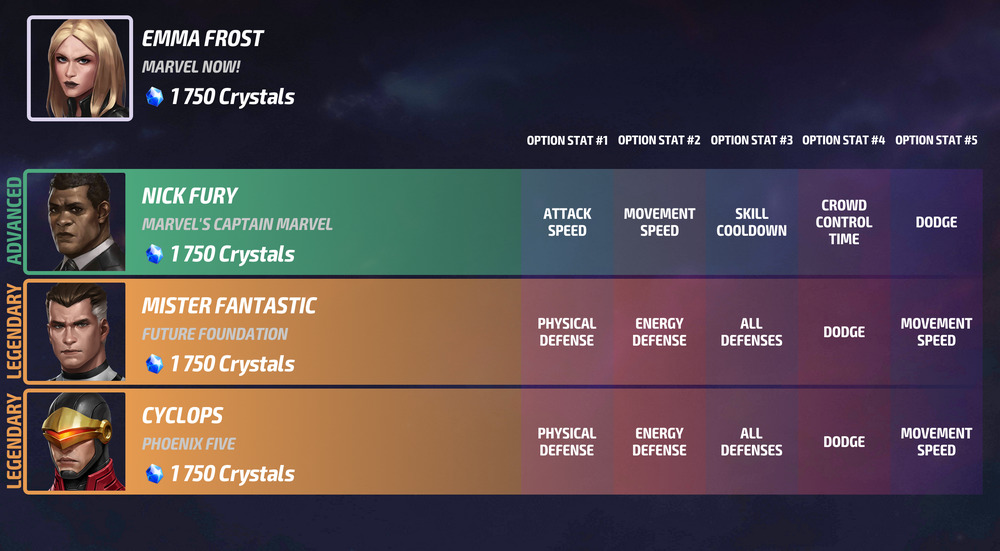 EMMA FROST
MARVEL NOW!
1 750 Crystals
OPTION STAT #1 OPTION STAT #2 OPTION STAT #3 OPTION STAT #4 OPTION STAT #5
ADVANCED
NICK FURY
MARVEL'S CAPTAIN MARVEL
1 750 Crystals
ATTACK
SPEED
MOVEMENT
SPEED
SKILL
COOLDOWN
CROWD
CONTROL
TIME
DODGE
LEGENDARY
MISTER FANTASTIC
FUTURE FOUNDATION
1 750 Crystals
PHYSICAL
DEFENSE
ENERGY
DEFENSE
ALL
DEFENSES
DODGE
MOVEMENT
SPEED
LEGENDARY
CYCLOPS
PHOENIX FIVE
1 750 Crystals
PHYSICAL
DEFENSE
ENERGY
DEFENSE
ALL
DEFENSES
DODGE
MOVEMENT
SPEED